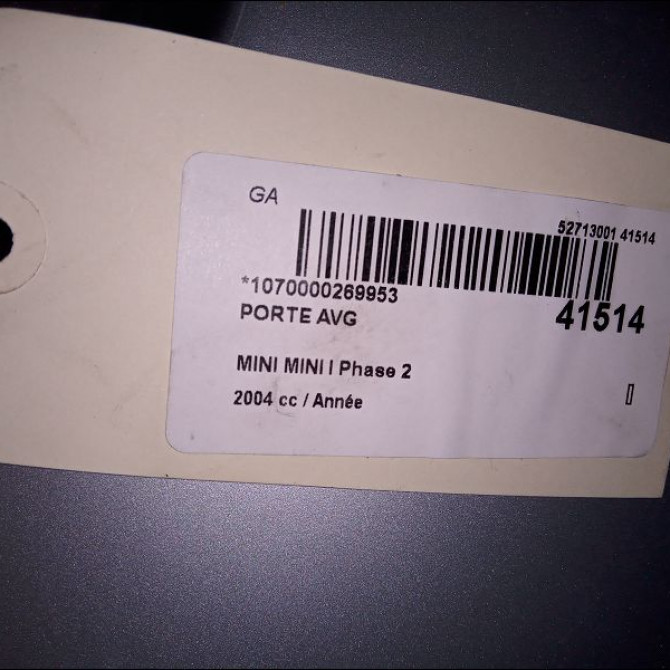 GA
52713001 41514
*1070000269953
41514
PORTE AVG
MINI MINI I Phase 2
2004 cc / Année